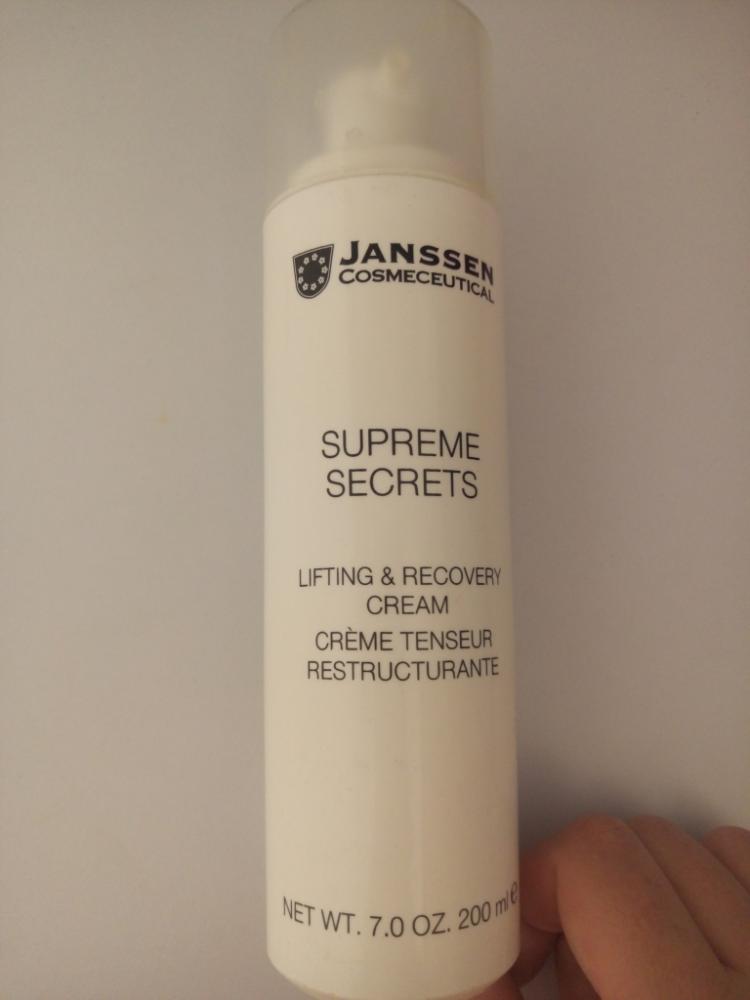 JANSSEN
COSMECEUTICAL
SUPREME
SECRETS
LIFTING & RECOVERY
CREAM
CRÈME TENSEUR
RESTRUCTURANTE
NET WT. 7.0 OZ. 200 ml ℮